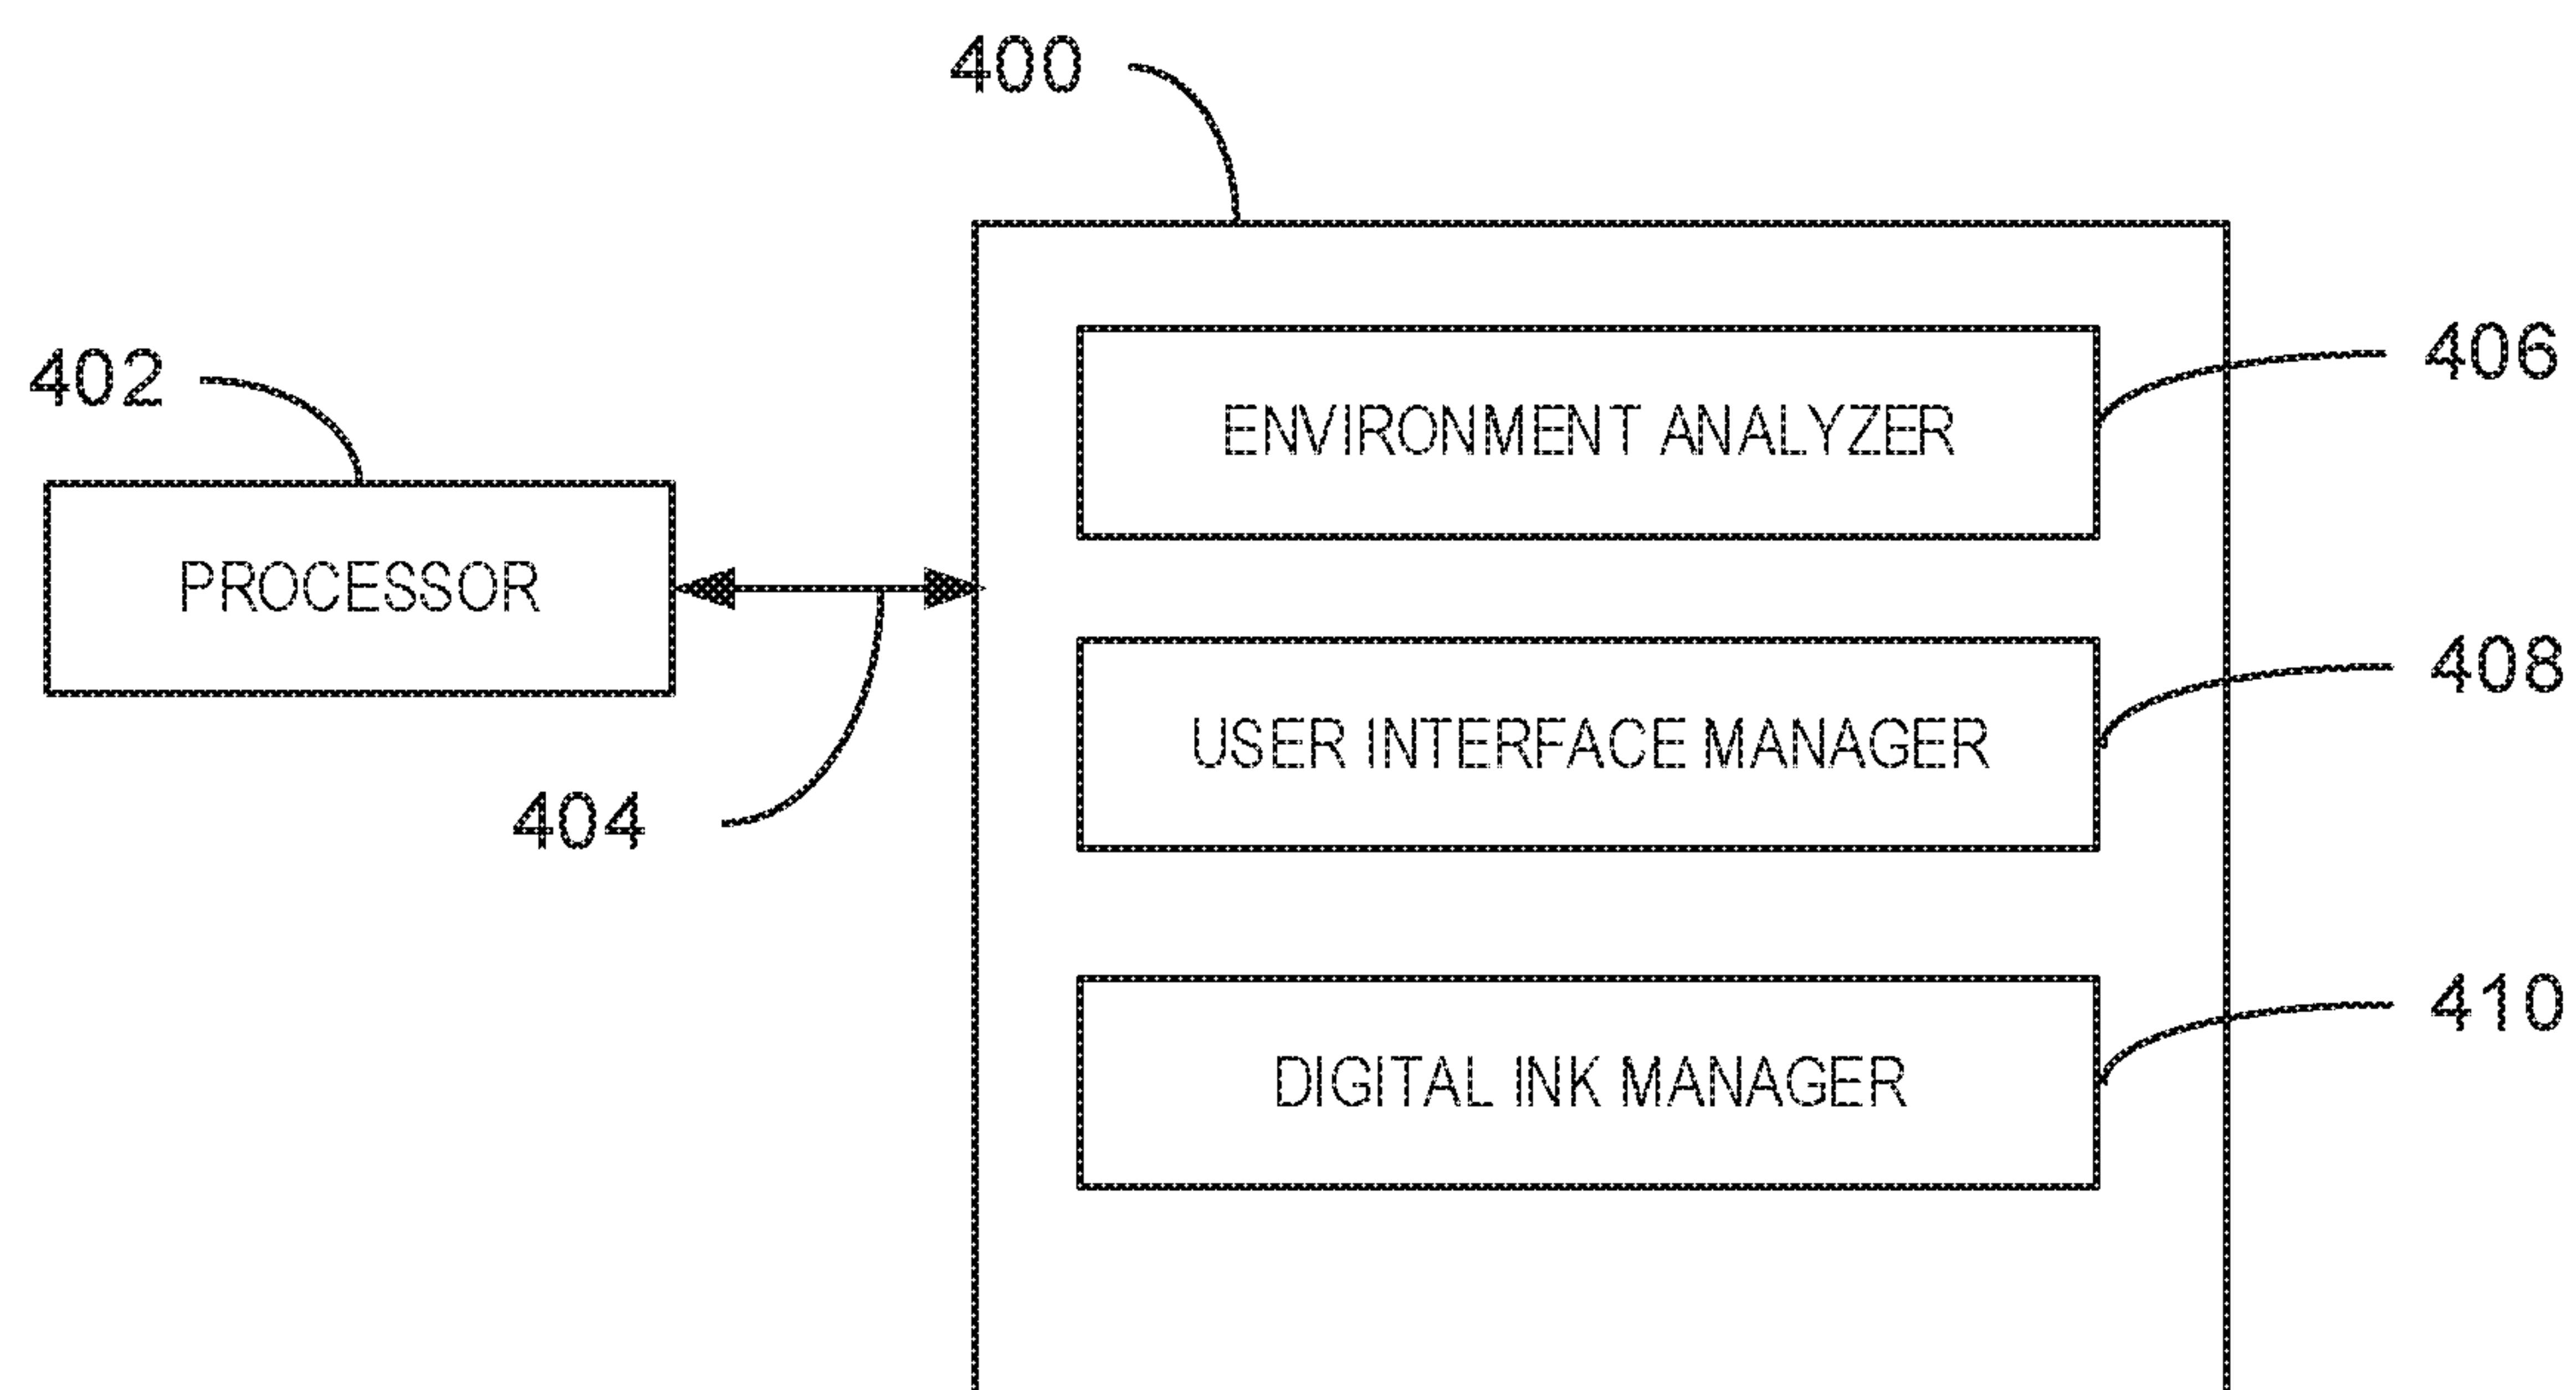 400
402
406
ENVIRONMENT ANALYZER
PROCESSOR
408
USER INTERFACE MANAGER
404
410
DIGITAL INK MANAGER